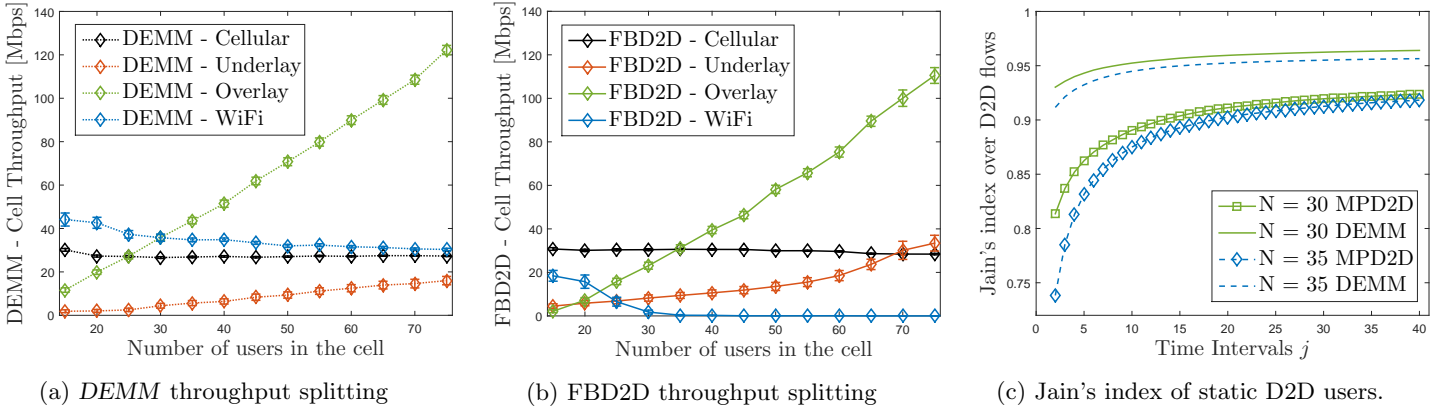 DEMM - Cell Throughput [Mbps]
140
120
100
80
60
40
20
0
DEMM - Cellular
DEMM - Underlay
DEMM - Overlay
DEMM - WiFi
20
30
40
50
60
70
Number of users in the cell
(a) DEMM throughput splitting
FBD2D - Cell Throughput [Mbps]
140
120
100
80
60
40
20
0
FBD2D - Cellular
FBD2D - Underlay
FBD2D - Overlay
FBD2D - WiFi
20
30
40
50
60
70
Number of users in the cell
(b) FBD2D throughput splitting
Jain's index over D2D flows
1
0.95
0.9
0.85
0.8
0.75
N = 30 MPD2D
N = 30 DEMM
N = 35 MPD2D
N = 35 DEMM
0
5
10
15
20
25
30
35
40
Time Intervals j
(c) Jain's index of static D2D users.